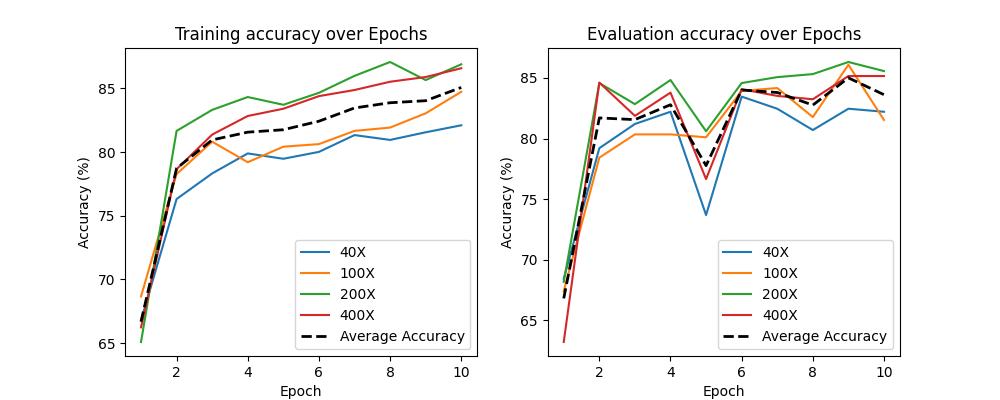 Training accuracy over Epochs
Accuracy (%)
85
80
75
70
65
2 4 6 8 10
Epoch
40X
100X
200X
400X
Average Accuracy
Evaluation accuracy over Epochs
Accuracy (%)
85
80
75
70
65
2 4 6 8 10
Epoch
40X
100X
200X
400X
Average Accuracy